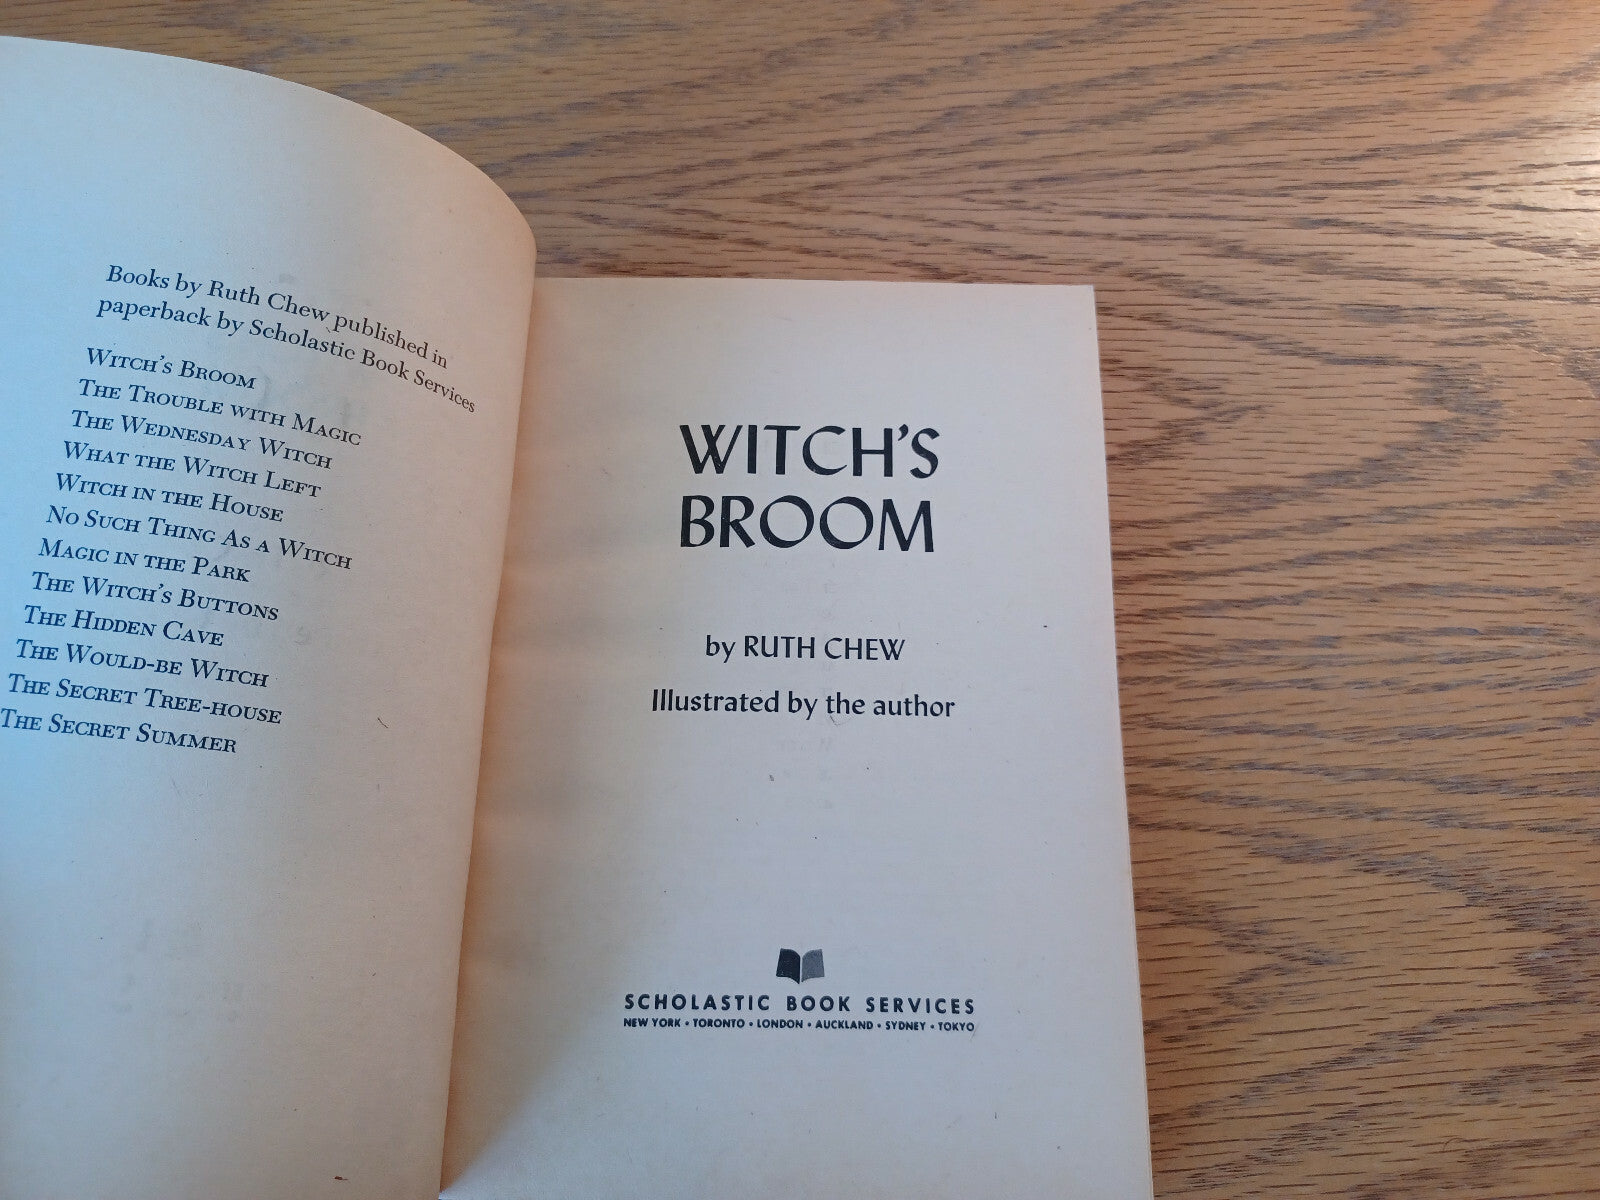 Books by Ruth Chew published in
paperback by Scholastic Book Services
WITCH'S BROOM
THE TROUBLE WITH MAGIC
THE WEDNESDAY WITCH
WHAT THE WITCH LEFT
WITCH IN THE HOUSE
NO SUCH THING AS A WITCH
MAGIC IN THE PARK
THE WITCH'S BUTTONS
THE HIDDEN CAVE
THE WOULD-BE WITCH
THE SECRET TREE-HOUSE
THE SECRET SUMMER
WITCH'S
BROOM
by RUTH CHEW
Illustrated by the author
SCHOLASTIC BOOK SERVICES
NEW YORK • TORONTO • LONDON • AUCKLAND • SYDNEY • TOKYO